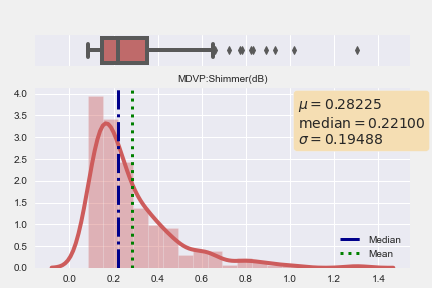 MDVP:Shimmer(dB)
μ = 0.28225
median = 0.22100
σ = 0.19488
4.0
3.5
3.0
2.5
2.0
1.5
1.0
0.5
0.0
Median
Mean
0.0 0.2 0.4 0.6 0.8 1.0 1.2 1.4